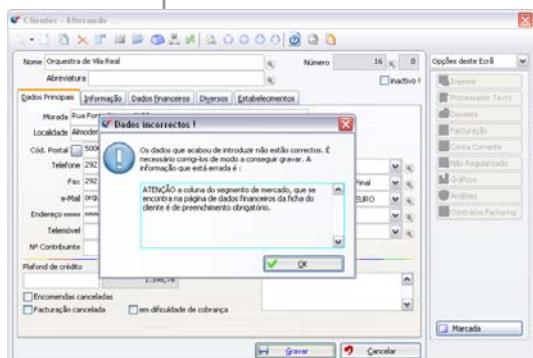 Clientes - Alterando ...
Nome Orquestra de Vila Real Número 16 0
Abreviatura Inactivo !
Dados Principais Informação Dados financeiros Diversos Estabelecimentos
Morada Rua
Localidade
Cód. Postal
Telefone 292
Fax 292
e-Mail
Endereço www
Telemóvel
Nº Contribuinte
EURO
Dados incorrectos !
Os dados que acabou de introduzir não estão correctos. É
necessário corrigi-los de modo a conseguir gravar. A
informação que está errada é :
ATENÇÃO a coluna do segmento de mercado, que se
encontra na página de dados financeiros da ficha do
cliente é de preenchimento obrigatório.
OK
Plafond de crédito
Encomendas canceladas
Facturação cancelada em dificuldade de cobrança
Gravar Cancelar
Opções deste Ecrã
Imprimir
Processador Texto
Dossiers
Facturação
Conta Corrente
Não Regularizado
Gráficos
Análises
Contratos Factoring
Marcada